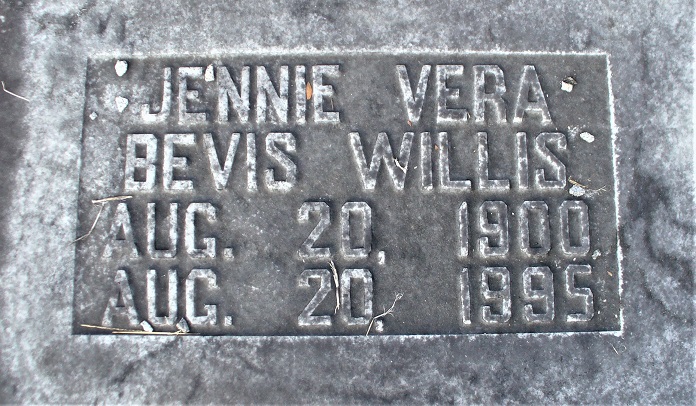 JENNIE VERA
BEVIS WILLIS
AUG. 20, 1900
AUG. 20, 1995